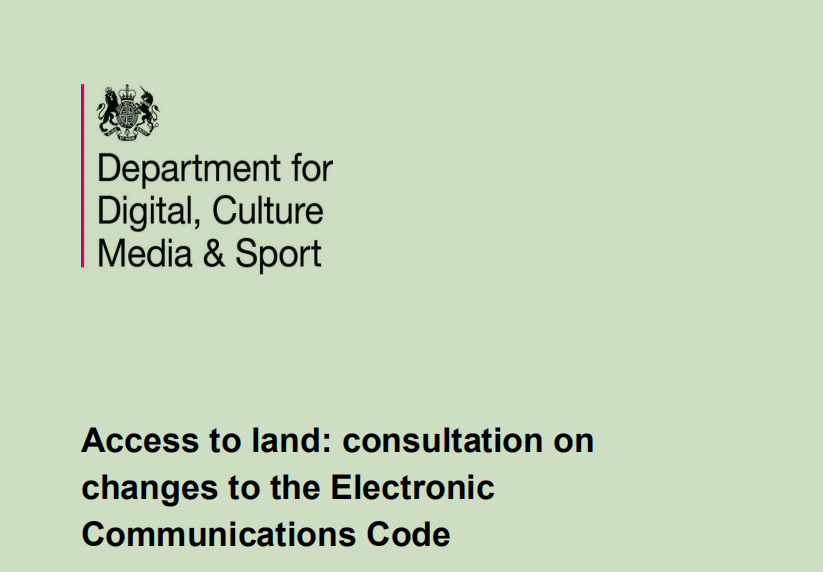 Department for
Digital, Culture
Media & Sport
Access to land: consultation on
changes to the Electronic
Communications Code